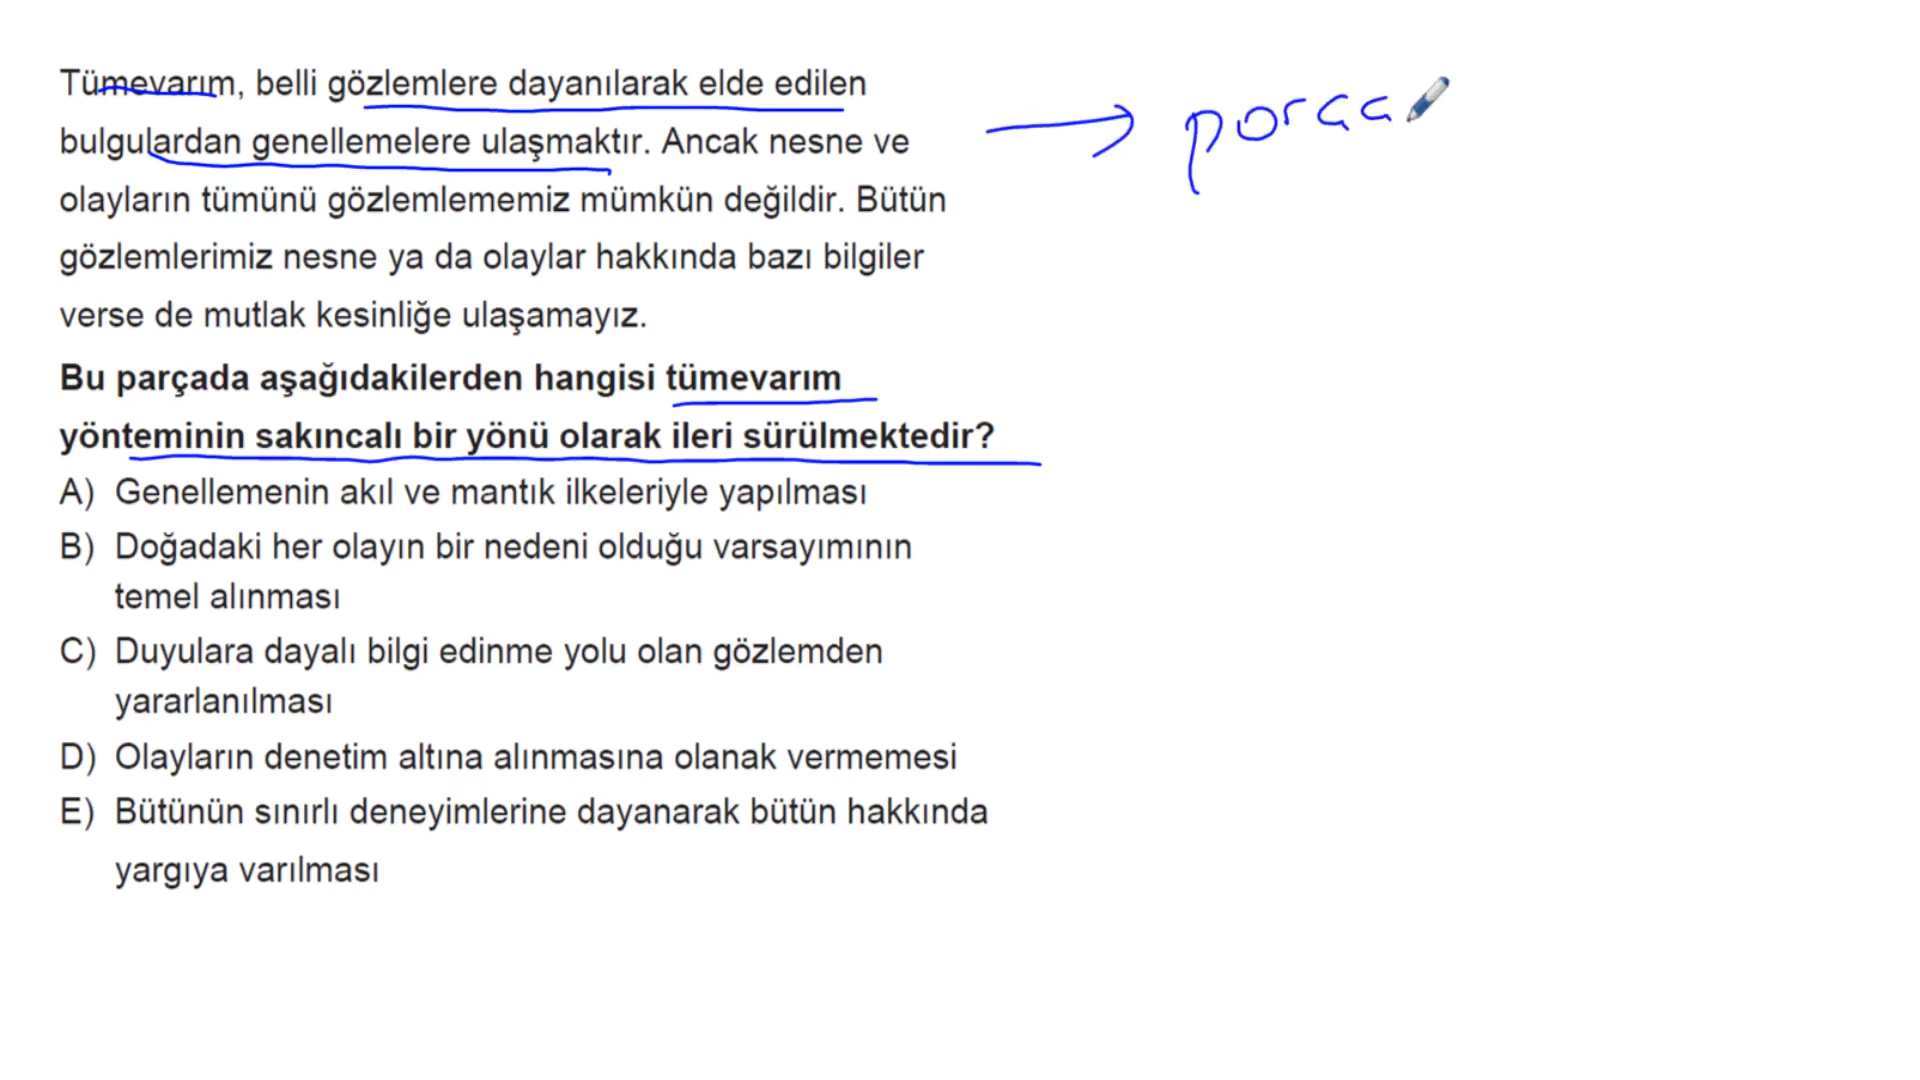 Tümevarım, belli gözlemlere dayanılarak elde edilen
bulgulardan genellemelere ulaşmaktır. Ancak nesne ve
olayların tümünü gözlemlememiz mümkün değildir. Bütün
gözlemlerimiz nesne ya da olaylar hakkında bazı bilgiler
verse de mutlak kesinliğe ulaşamayız.
Bu parçada aşağıdakilerden hangisi tümevarım
yönteminin sakıncalı bir yönü olarak ileri sürülmektedir?
A) Genellemenin akıl ve mantık ilkeleriyle yapılması
B) Doğadaki her olayın bir nedeni olduğu varsayımının
temel alınması
C) Duyulara dayalı bilgi edinme yolu olan gözlemden
yararlanılması
D) Olayların denetim altına alınmasına olanak vermemesi
E) Bütünün sınırlı deneyimlerine dayanarak bütün hakkında
yargıya varılması